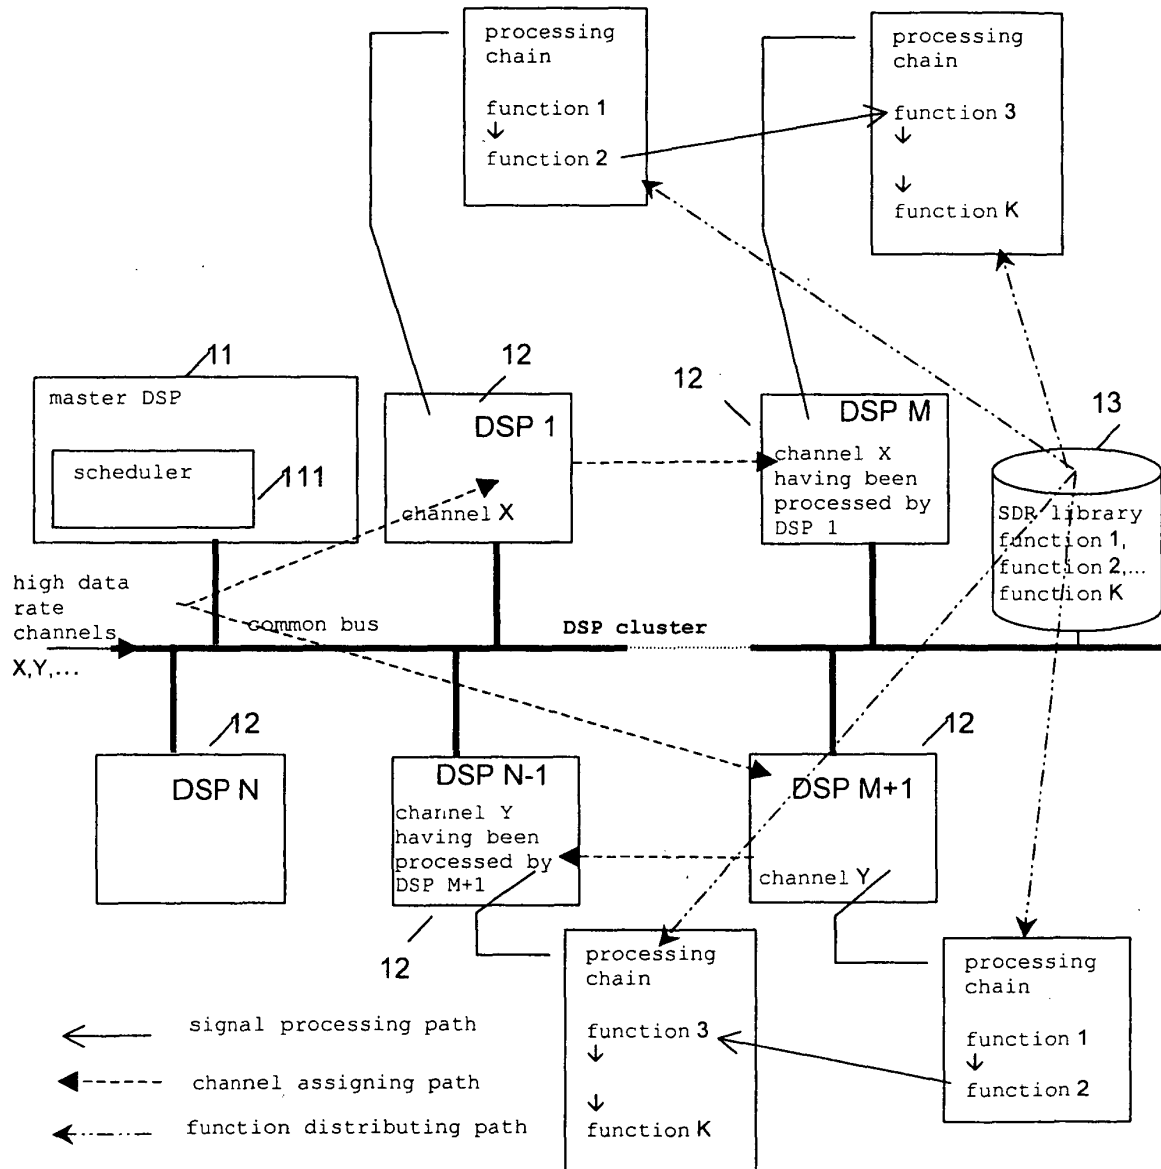 processing
chain
function 1
↓
function 2
processing
chain
function 3
↓
↓
function K
11
master DSP
scheduler
111
12
DSP 1
channel X
12
DSP M
channel X
having been
processed by
DSP 1
13
SDR library
function 1,
function 2,...
function K
high data
rate
channels
X,Y,...
common bus
DSP cluster
12
DSP N
DSP N-1
channel Y
having been
processed by
DSP M+1
12
12
DSP M+1
channel Y
processing
chain
function 3
↓
↓
function K
processing
chain
function 1
↓
function 2
signal processing path
channel assigning path
function distributing path